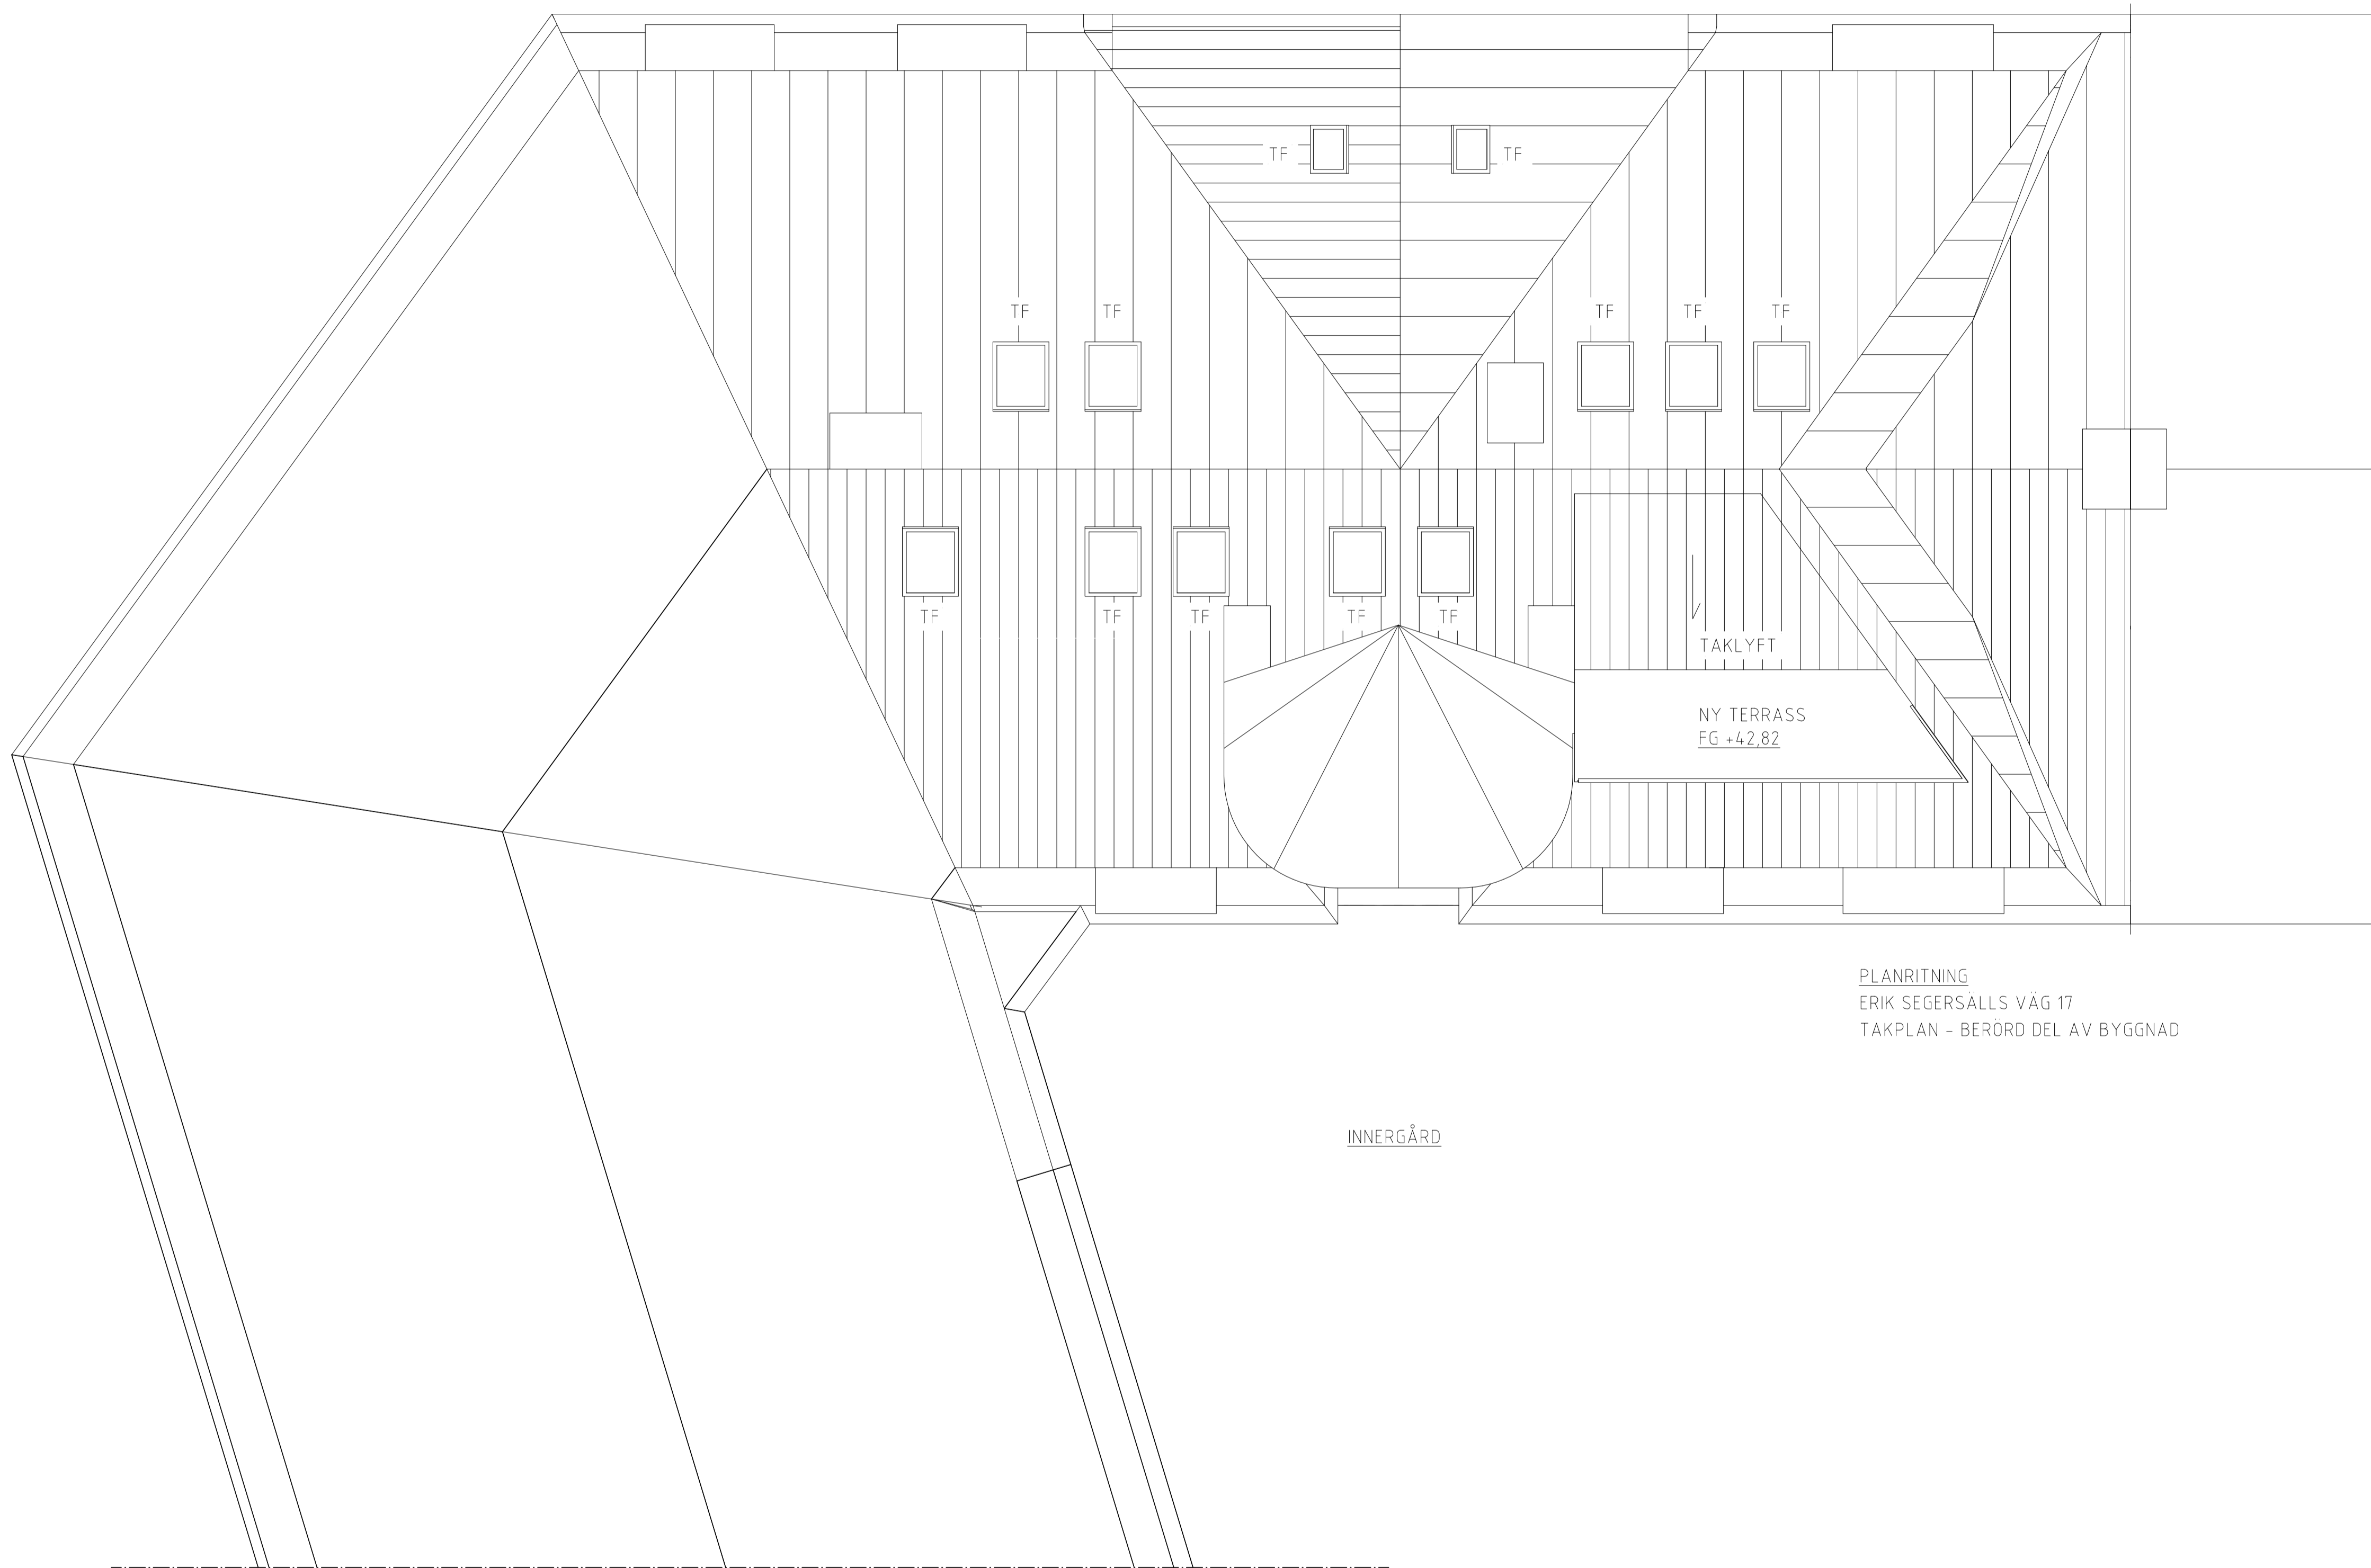 TF TF
TF TF TF TF TF
TF TF TF TF TF
TAKLYFT
NY TERRASS
FG +42,82
PLANRITNING
ERIK SEGERSÄLLS VÄG 17
TAKPLAN - BERÖRD DEL AV BYGGNAD
INNERGÅRD